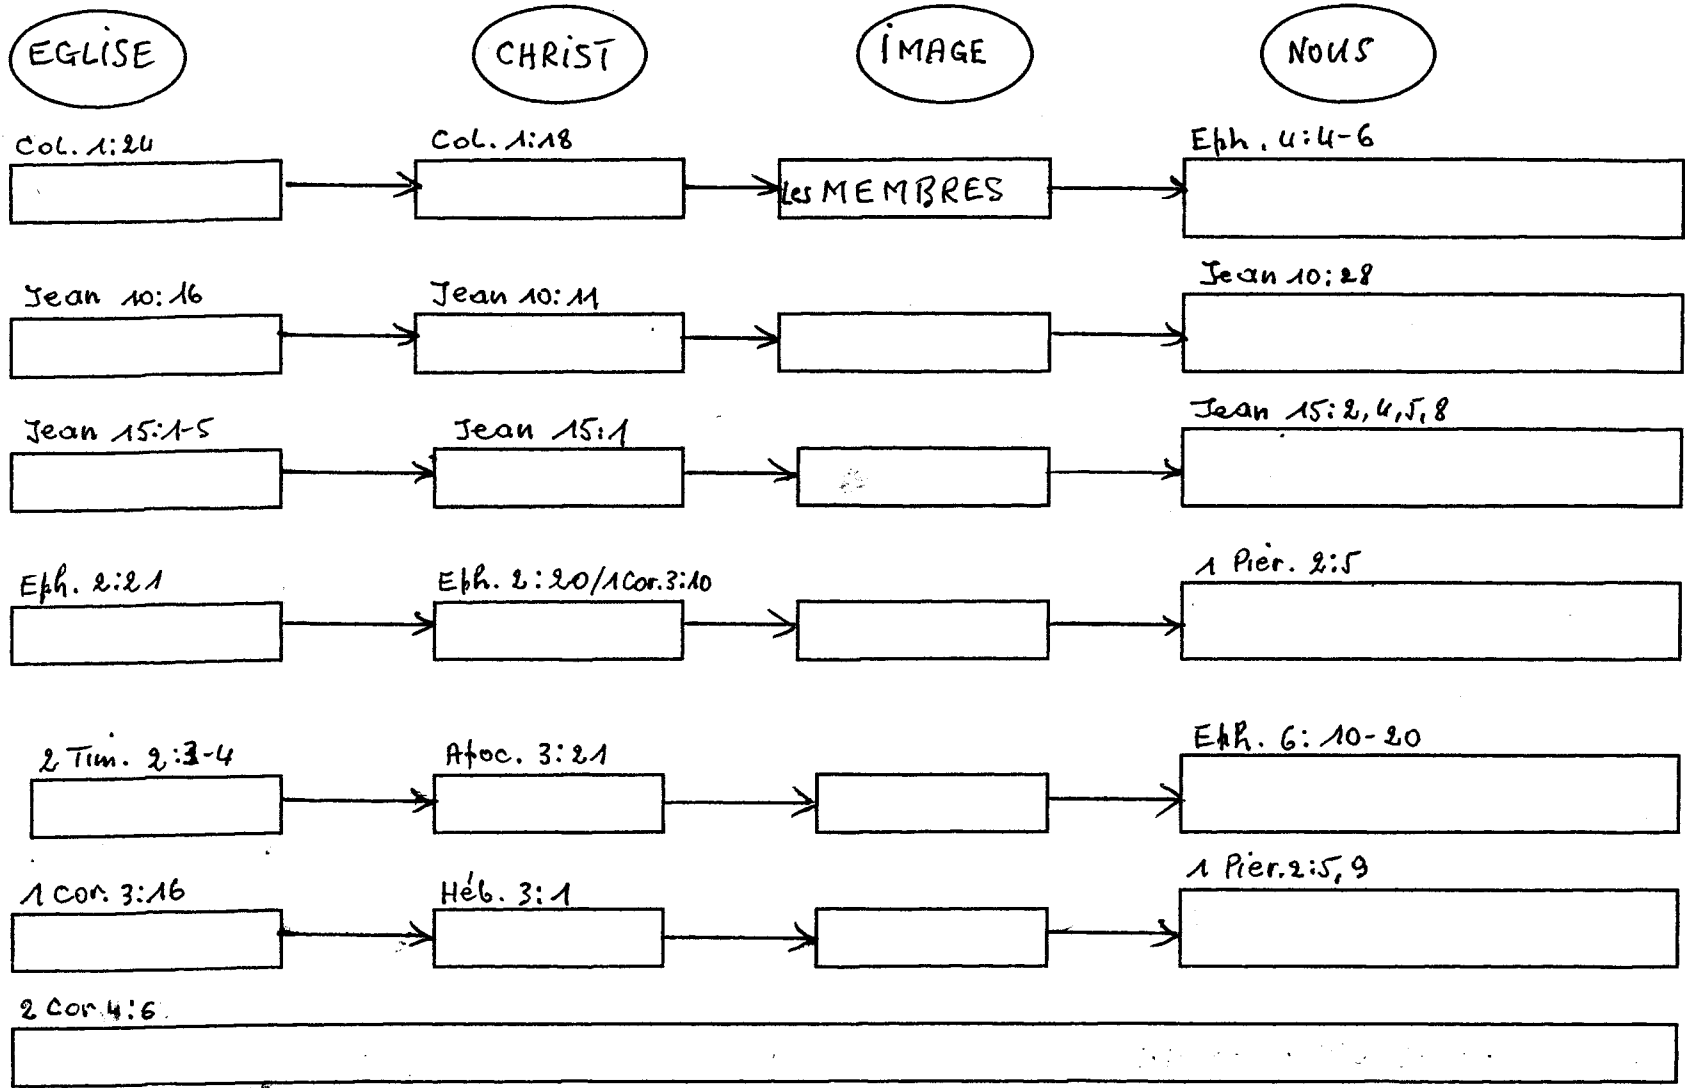 EGLISE
CHRIST
IMAGE
NOUS
Col. 1:24
Col. 1:18
Eph. 4:4-6
Les MEMBRES
Jean 10:16
Jean 10:11
Jean 10:28
Jean 15:1-5
Jean 15:1
Jean 15:2,4,5,8
Eph. 2:21
Eph. 2:20/1Cor.3:10
1 Pier. 2:5
2 Tim. 2:3-4
Apoc. 3:21
Eph. 6:10-20
1 Cor. 3:16
Héb. 3:1
1 Pier.2:5,9
2 Cor.4:6